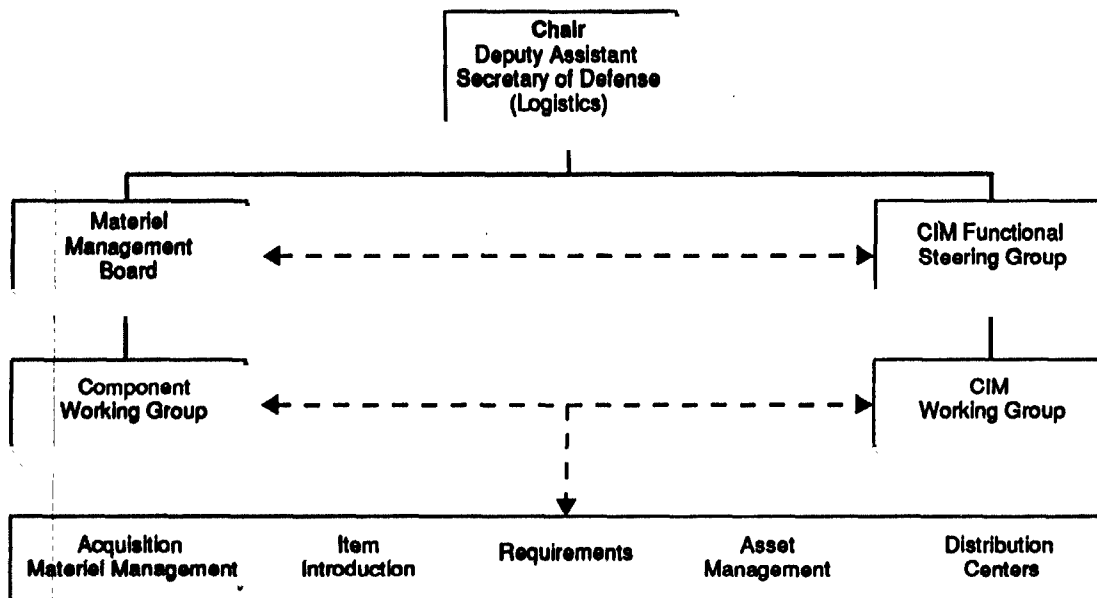 Chair
Deputy Assistant
Secretary of Defense
(Logistics)
Materiel
Management
Board
CIM Functional
Steering Group
Component
Working Group
CIM
Working Group
Acquisition
Materiel Management
Item
Introduction
Requirements
Asset
Management
Distribution
Centers